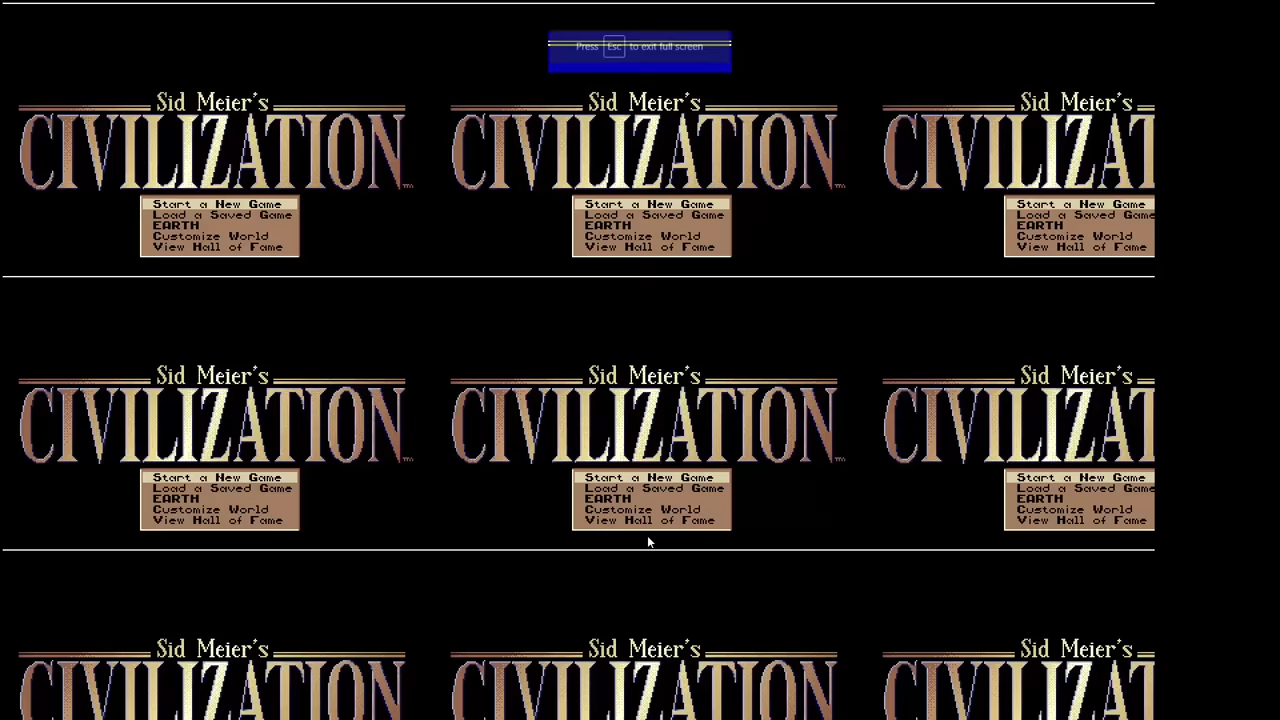 Press Esc to exit full screen
Sid Meier's Sid Meier's Sid Meier's
CIVILIZATION™ CIVILIZATION™ CIVILIZAT
Start a New Game Start a New Game Start a New Game
Load a Saved Game Load a Saved Game Load a Saved Game
EARTH EARTH EARTH
Customize World Customize World Customize World
View Hall of Fame View Hall of Fame View Hall of Fame
Sid Meier's Sid Meier's Sid Meier's
CIVILIZATION™ CIVILIZATION™ CIVILIZAT
Start a New Game Start a New Game Start a New Game
Load a Saved Game Load a Saved Game Load a Saved Game
EARTH EARTH EARTH
Customize World Customize World Customize World
View Hall of Fame View Hall of Fame View Hall of Fame
Sid Meier's Sid Meier's Sid Meier's
CIVILIZATION CIVILIZATION CIVILIZAT